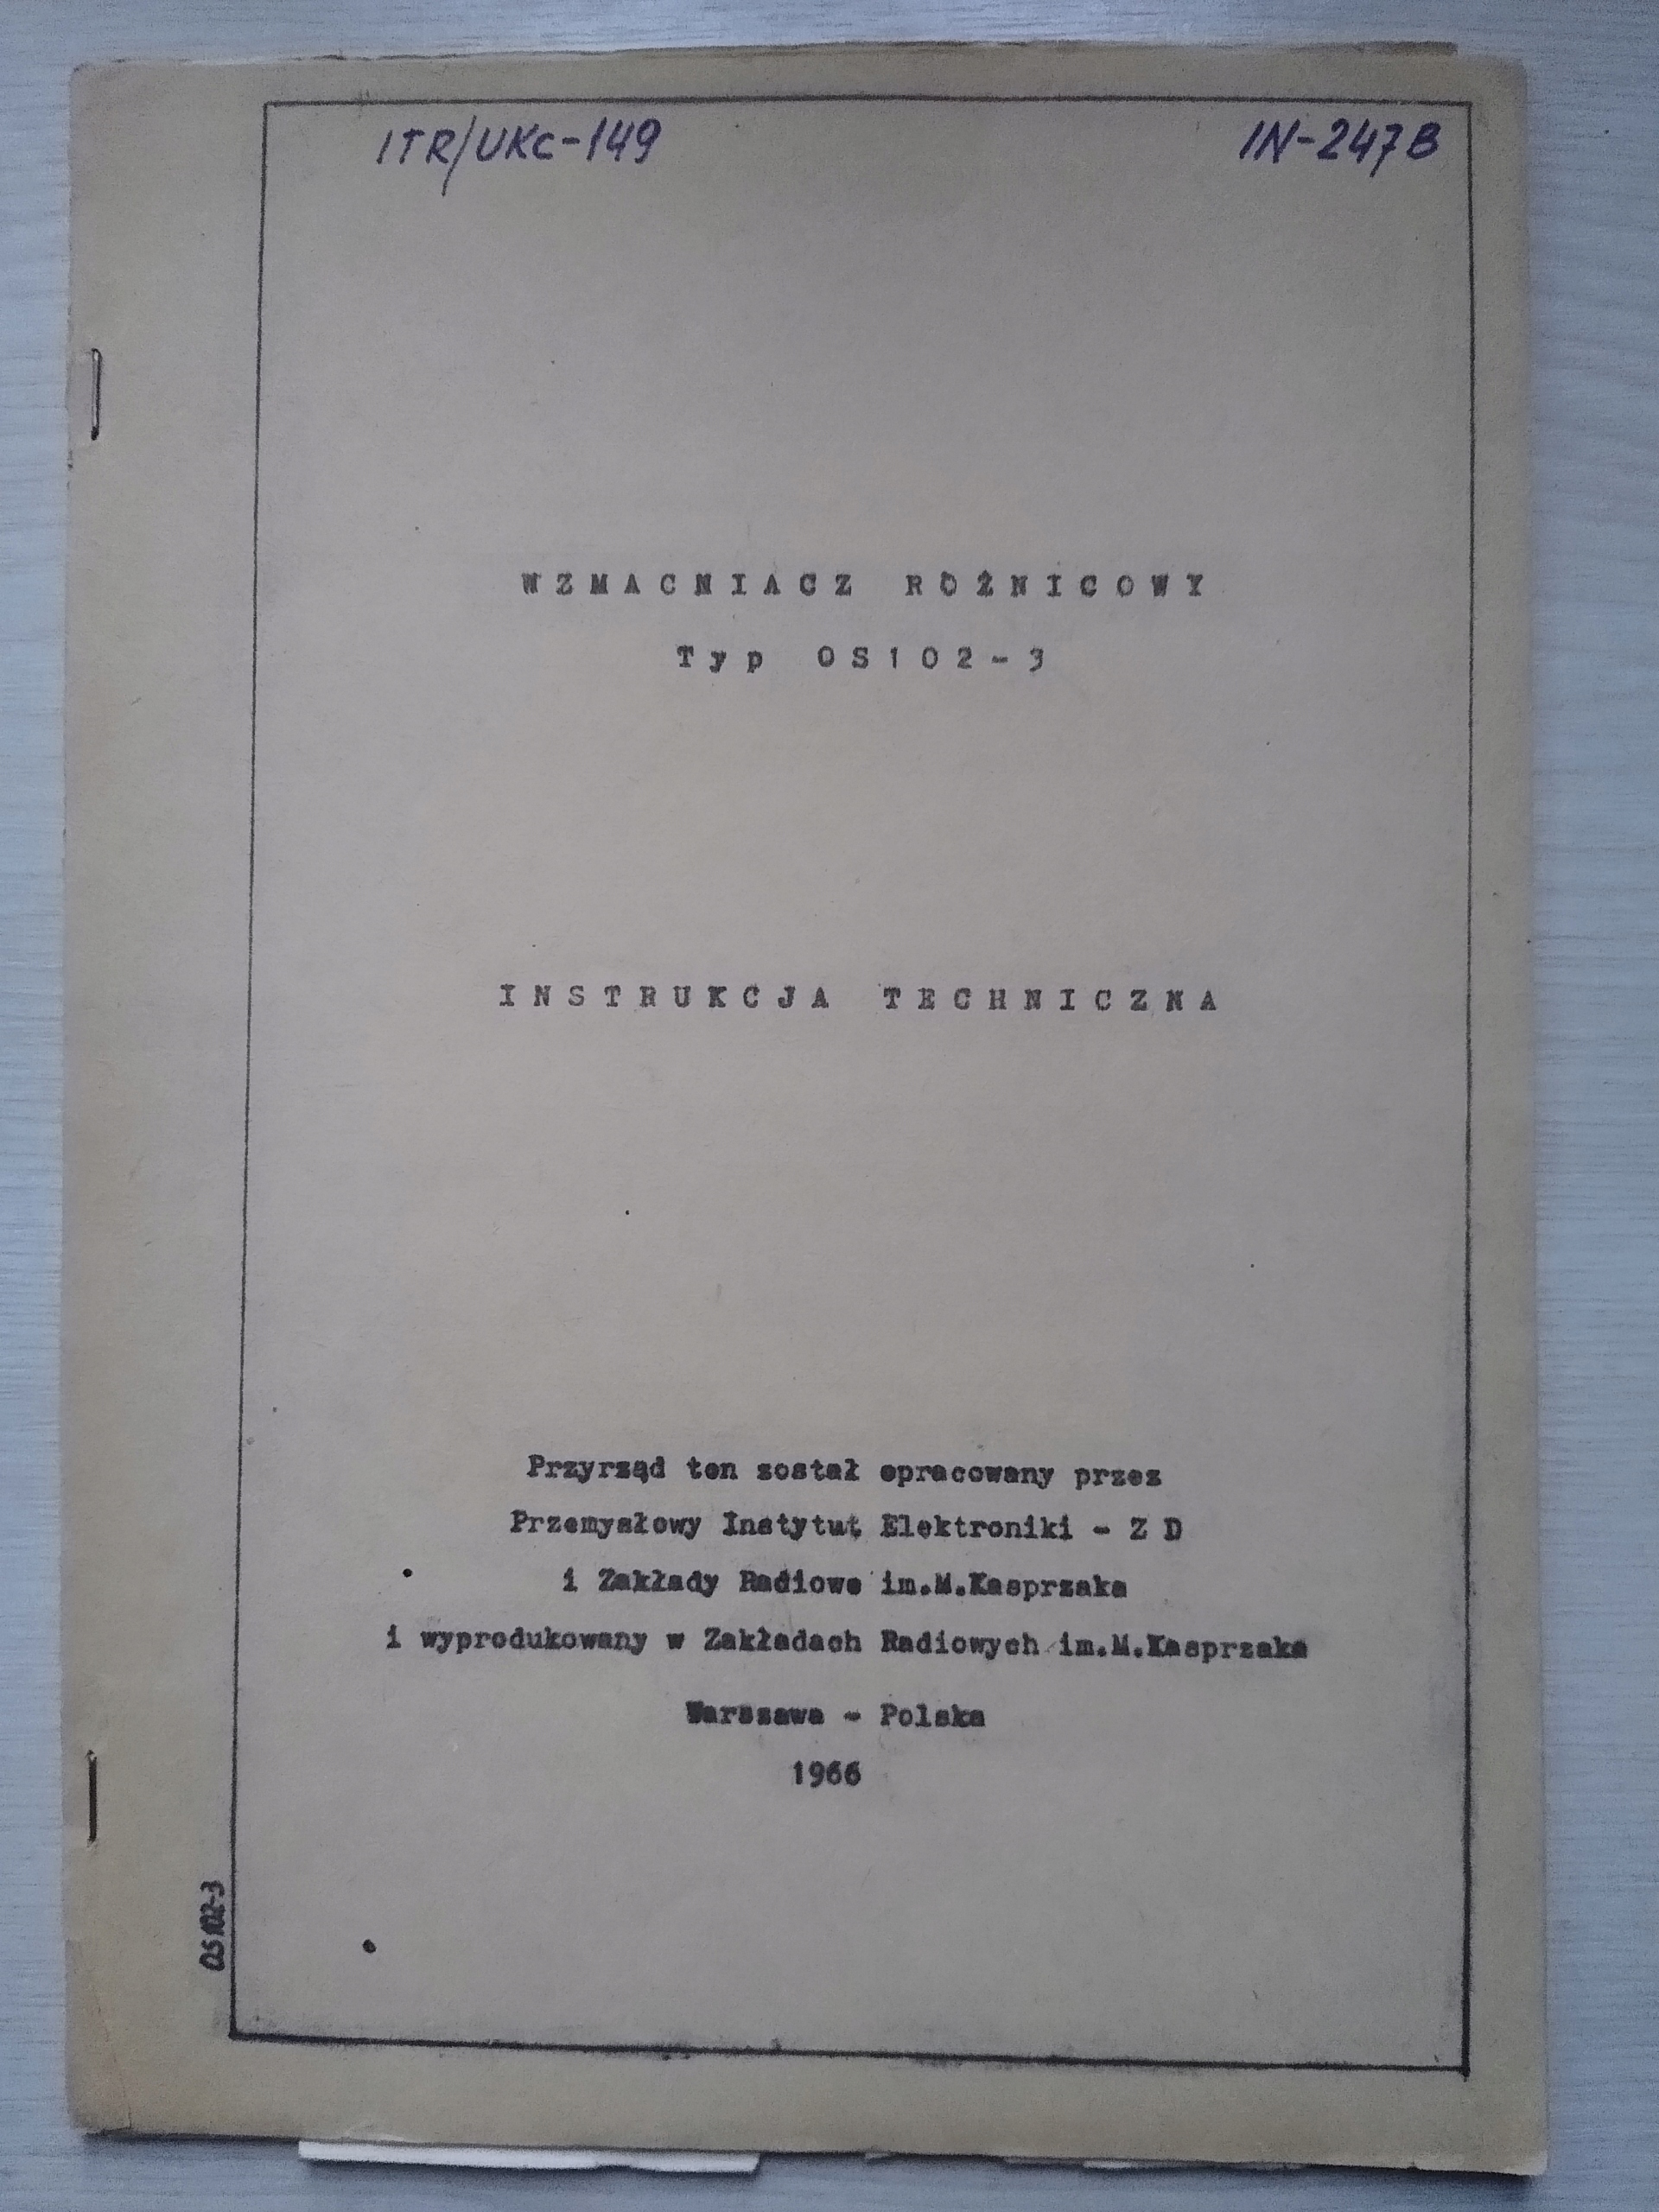 ITR/UKC-149 IN-247B
WZMACNIACZ RÓŻNICOWY
Typ OS102-3
INSTRUKCJA TECHNICZNA
Przyrząd ten został opracowany przez
Przemysłowy Instytut Elektroniki - Z D
i Zakłady Radiowe im.M.Kasprzaka
i wyprodukowany w Zakładach Radiowych im.M.Kasprzaka
Warszawa - Polska
1966
OS102-3